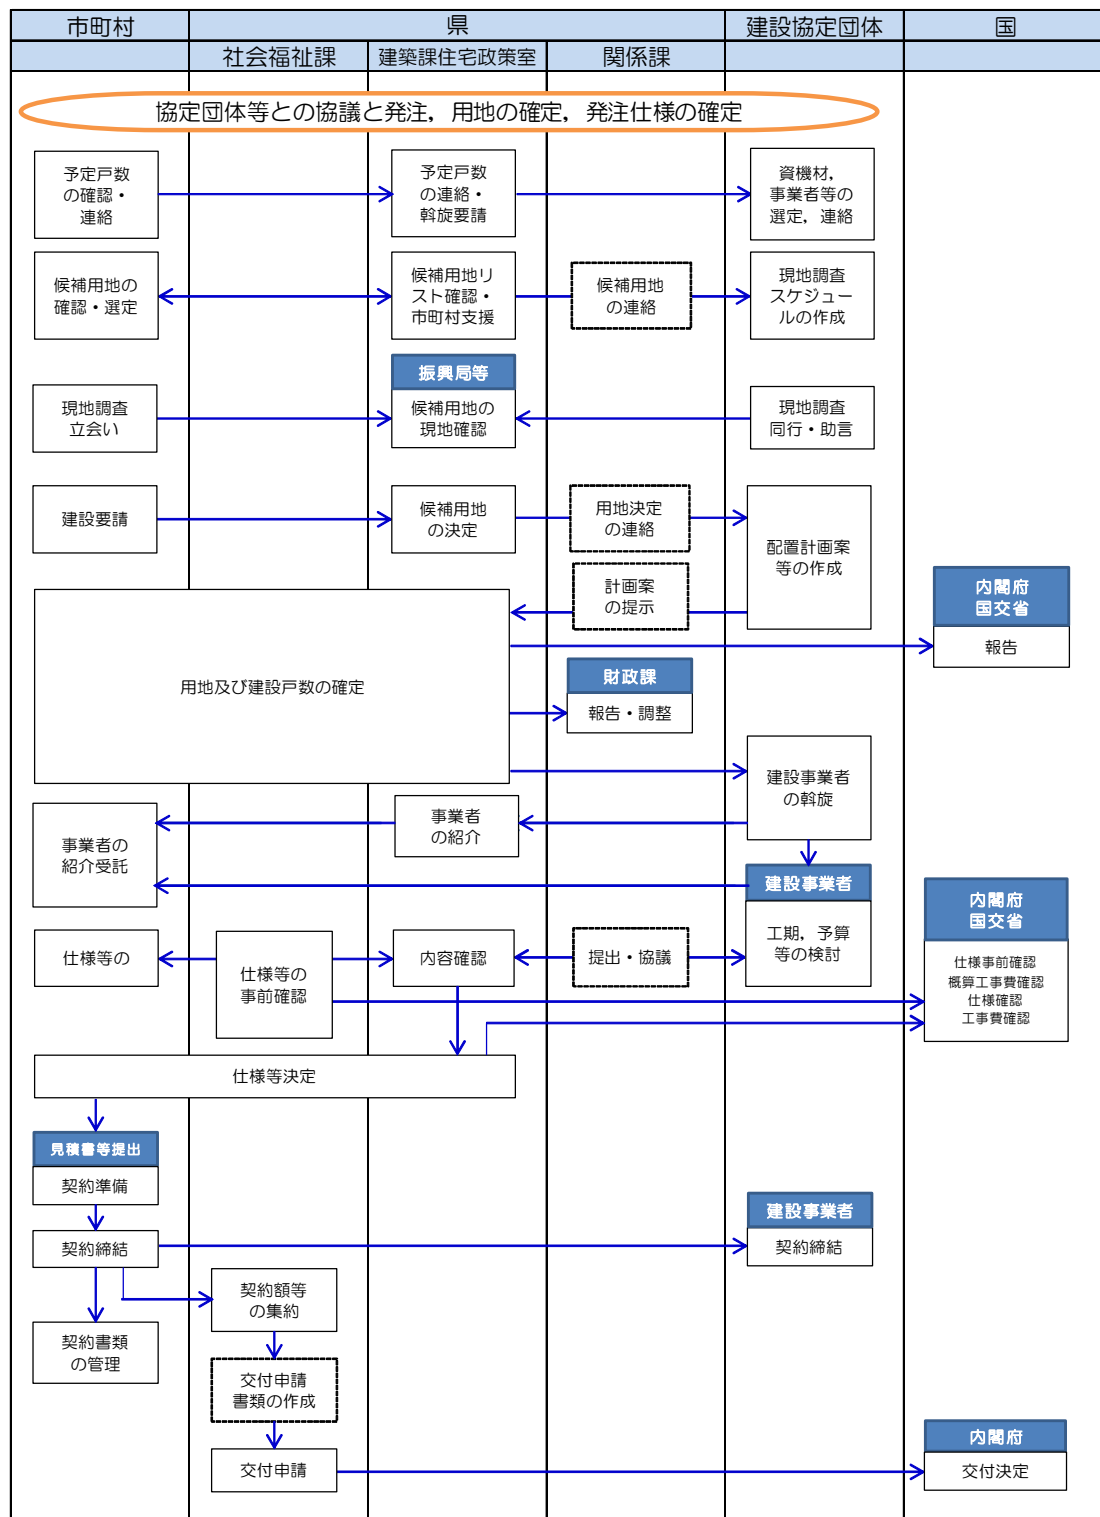 市町村
県
建設協定団体
国
社会福祉課
建築課住宅政策室
関係課
協定団体等との協議と発注，用地の確定，発注仕様の確定
予定戸数
の確認・
連絡
予定戸数
の連絡・
斡旋要請
資機材，
事業者等の
選定，連絡
候補用地の
確認・選定
候補用地リ
スト確認・
市町村支援
候補用地
の連絡
現地調査
スケジュー
ルの作成
振興局等
現地調査
立会い
候補用地の
現地確認
現地調査
同行・助言
建設要請
候補用地
の決定
用地決定
の連絡
配置計画案
等の作成
計画案
の提示
内閣府
国交省
報告
用地及び建設戸数の確定
財政課
報告・調整
建設事業者
の斡旋
事業者
の紹介
事業者の
紹介受託
建設事業者
工期，予算
等の検討
内閣府
国交省
仕様事前確認
概算工事費確認
仕様確認
工事費確認
仕様等の
仕様等の
事前確認
内容確認
提出・協議
仕様等決定
見積書等提出
契約準備
契約締結
建設事業者
契約締結
契約額等
の集約
契約書類
の管理
交付申請
書類の作成
交付申請
内閣府
交付決定